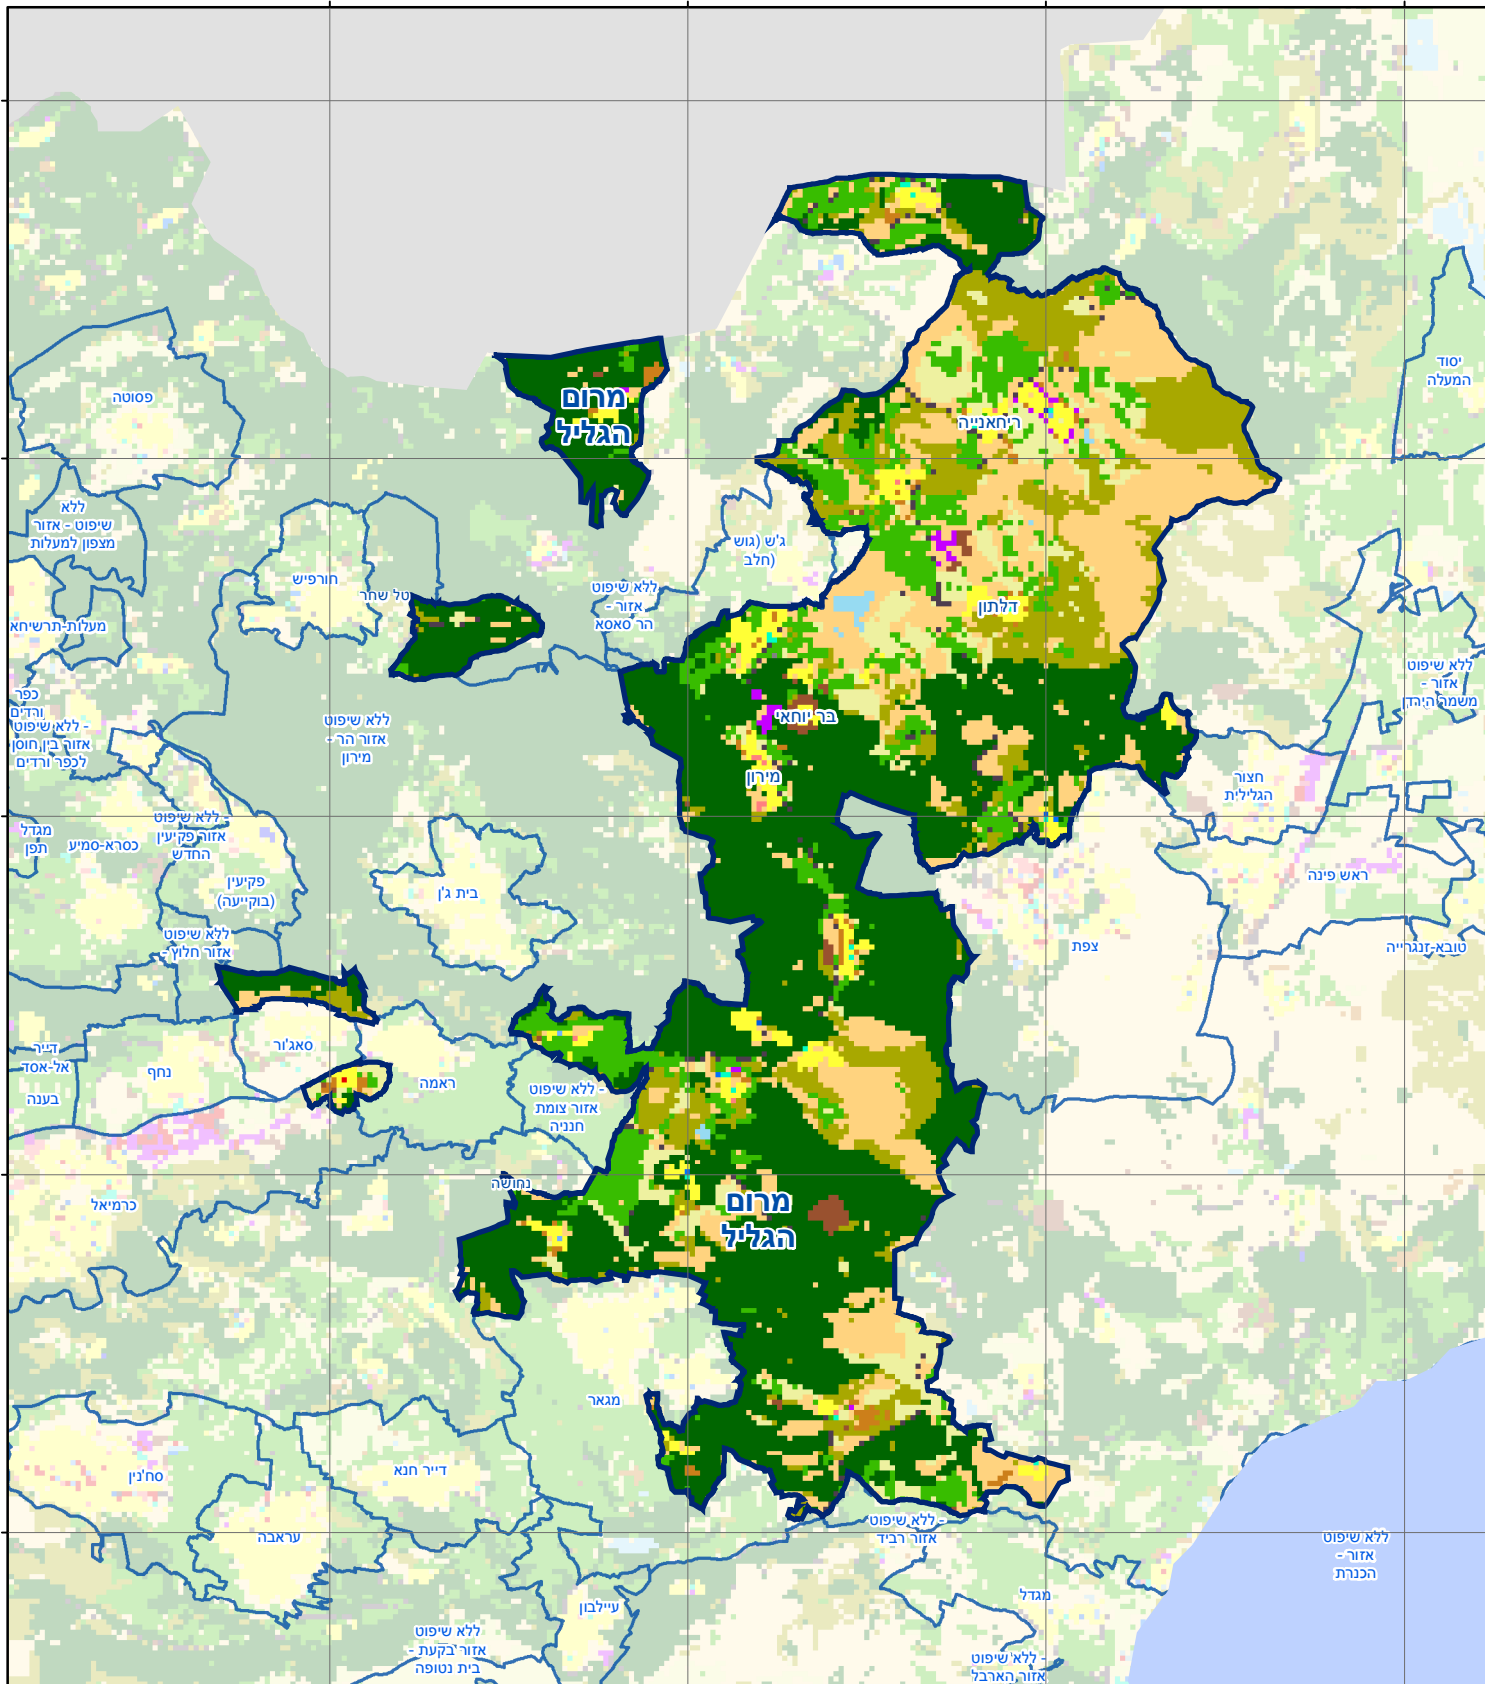 יסוד
המעלה
מרום
הגליל
פסוטה
ריחאנייה
ללא
שיפוט - אזור
מצפון למעלות
ג'ש (גוש
חלב)
חורפיש
טל שחר
ללא שיפוט
אזור -
הר סאסא
דלתון
מעלות-תרשיחא
ללא שיפוט
אזור -
משמר הירדן
כפר
ורדים
ללא שיפוט -
אזור בין חוסן
לכפר ורדים
ללא שיפוט
אזור הר -
מירון
בר יוחאי
מירון
חצור
הגלילית
ללא שיפוט -
אזור פקיעין
החדש
מגדל
תפן
כסרא-סמיע
ראש פינה
פקיעין
(בוקייעה)
בית ג'ן
ללא שיפוט
אזור חלוץ -
צפת
טובא-זנגרייה
סאג'ור
דייר
אל-אסד
נחף
ראמה
בענה
ללא שיפוט -
אזור צומת
חנניה
נחושה
כרמיאל
מרום
הגליל
מגאר
דייר חנא
סח'נין
עראבה
ללא שיפוט -
אזור רביד
ללא שיפוט
אזור -
הכנרת
מגדל
עיילבון
ללא שיפוט
אזור בקעת -
בית נטופה
ללא שיפוט -
אזור הארבל